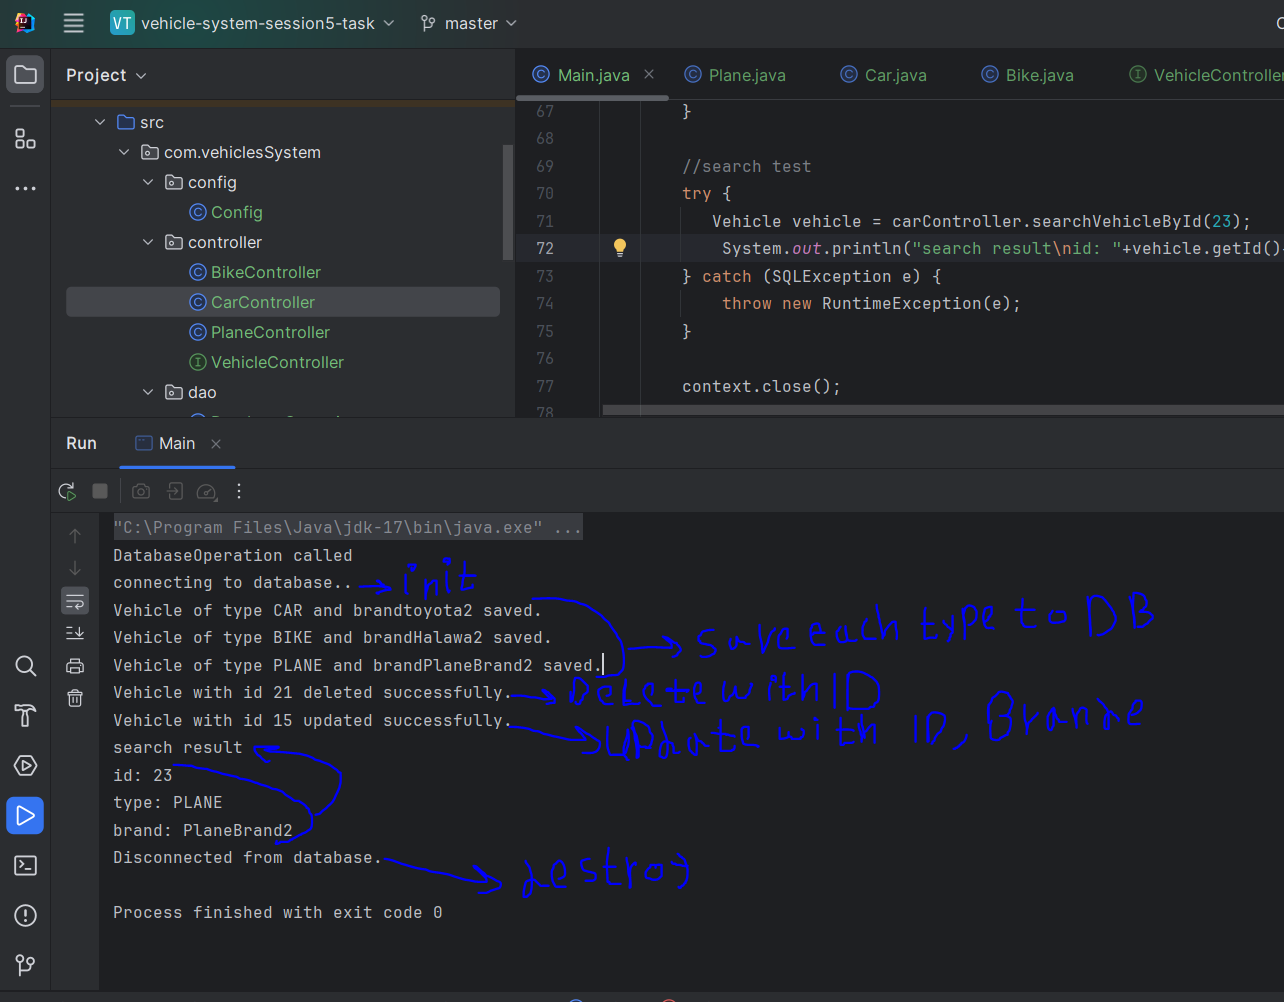 VT vehicle-system-session5-task master
Project
src
com.vehiclesSystem
config
Config
controller
BikeController
CarController
PlaneController
VehicleController
dao
Main.java Plane.java Car.java Bike.java VehicleController
67 }
68
69 //search test
70 try {
71 Vehicle vehicle = carController.searchVehicleById(23);
72 System.out.println("search result\nid: "+vehicle.getId()
73 } catch (SQLException e) {
74 throw new RuntimeException(e);
75 }
76
77 context.close();
78
Run Main
"C:\Program Files\Java\jdk-17\bin\java.exe" ...
DatabaseOperation called
connecting to database.. init
Vehicle of type CAR and brandtoyota2 saved.
Vehicle of type BIKE and brandHalawa2 saved. save each type to DB
Vehicle of type PLANE and brandPlaneBrand2 saved.
Vehicle with id 21 deleted successfully. Delete with ID
Vehicle with id 15 updated successfully. update with ID,
search result
id: 23
type: PLANE
brand: PlaneBrand2
Disconnected from database. destroy
Process finished with exit code 0